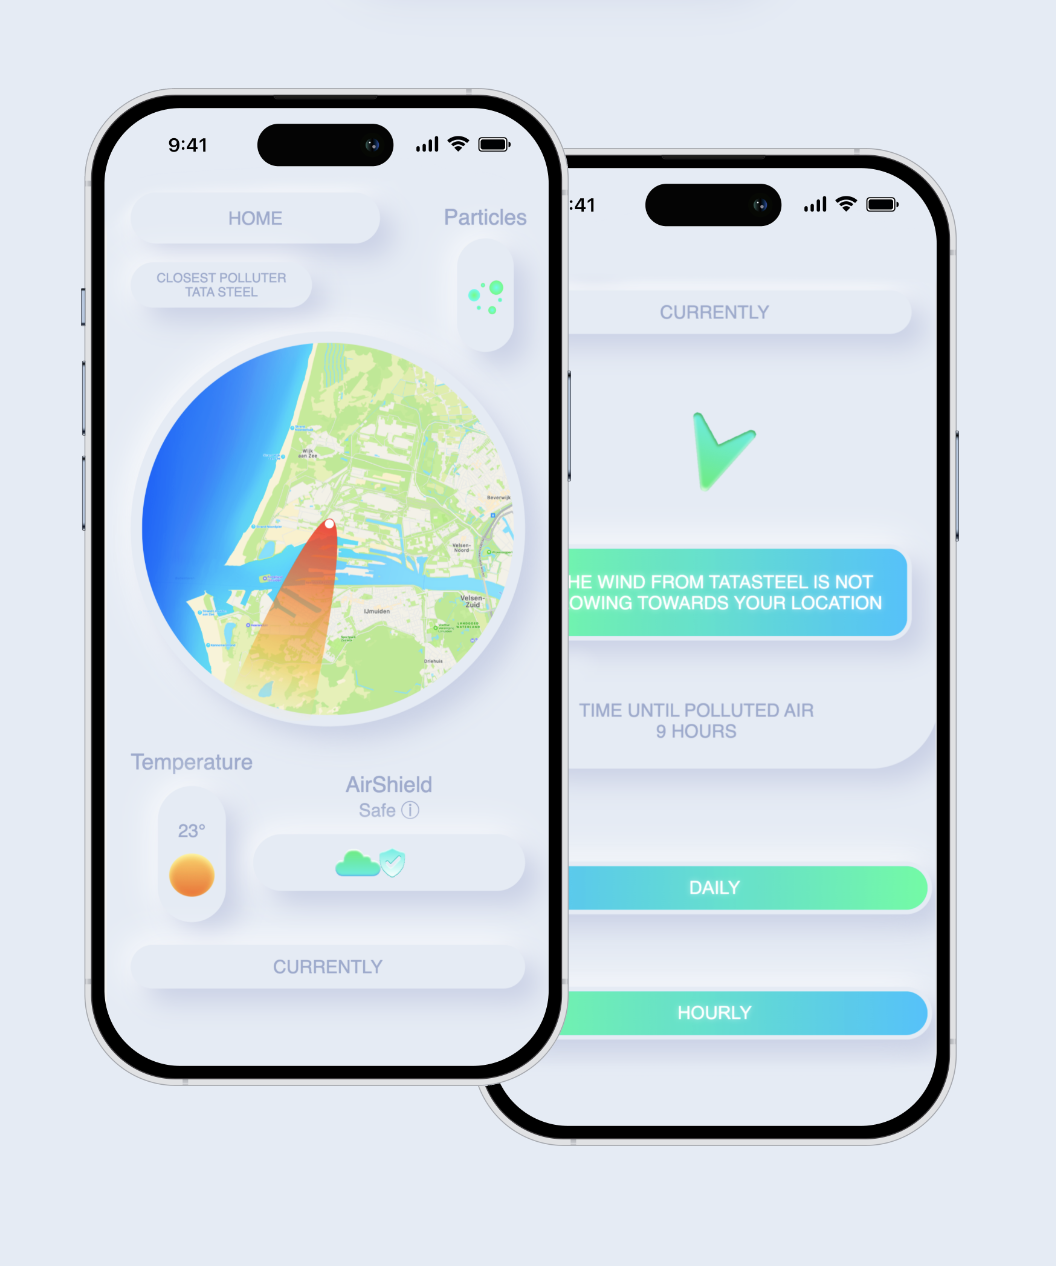 9:41
HOME
Particles
CLOSEST POLLUTER
TATA STEEL
Wijk
aan Zee
Beverwijk
Velsen-
Noord
Velsen-
Zuid
IJmuiden
Driehuis
Temperature
23°
AirShield
Safe ⓘ
CURRENTLY
:41
CURRENTLY
HE WIND FROM TATASTEEL IS NOT
OWING TOWARDS YOUR LOCATION
TIME UNTIL POLLUTED AIR
9 HOURS
DAILY
HOURLY